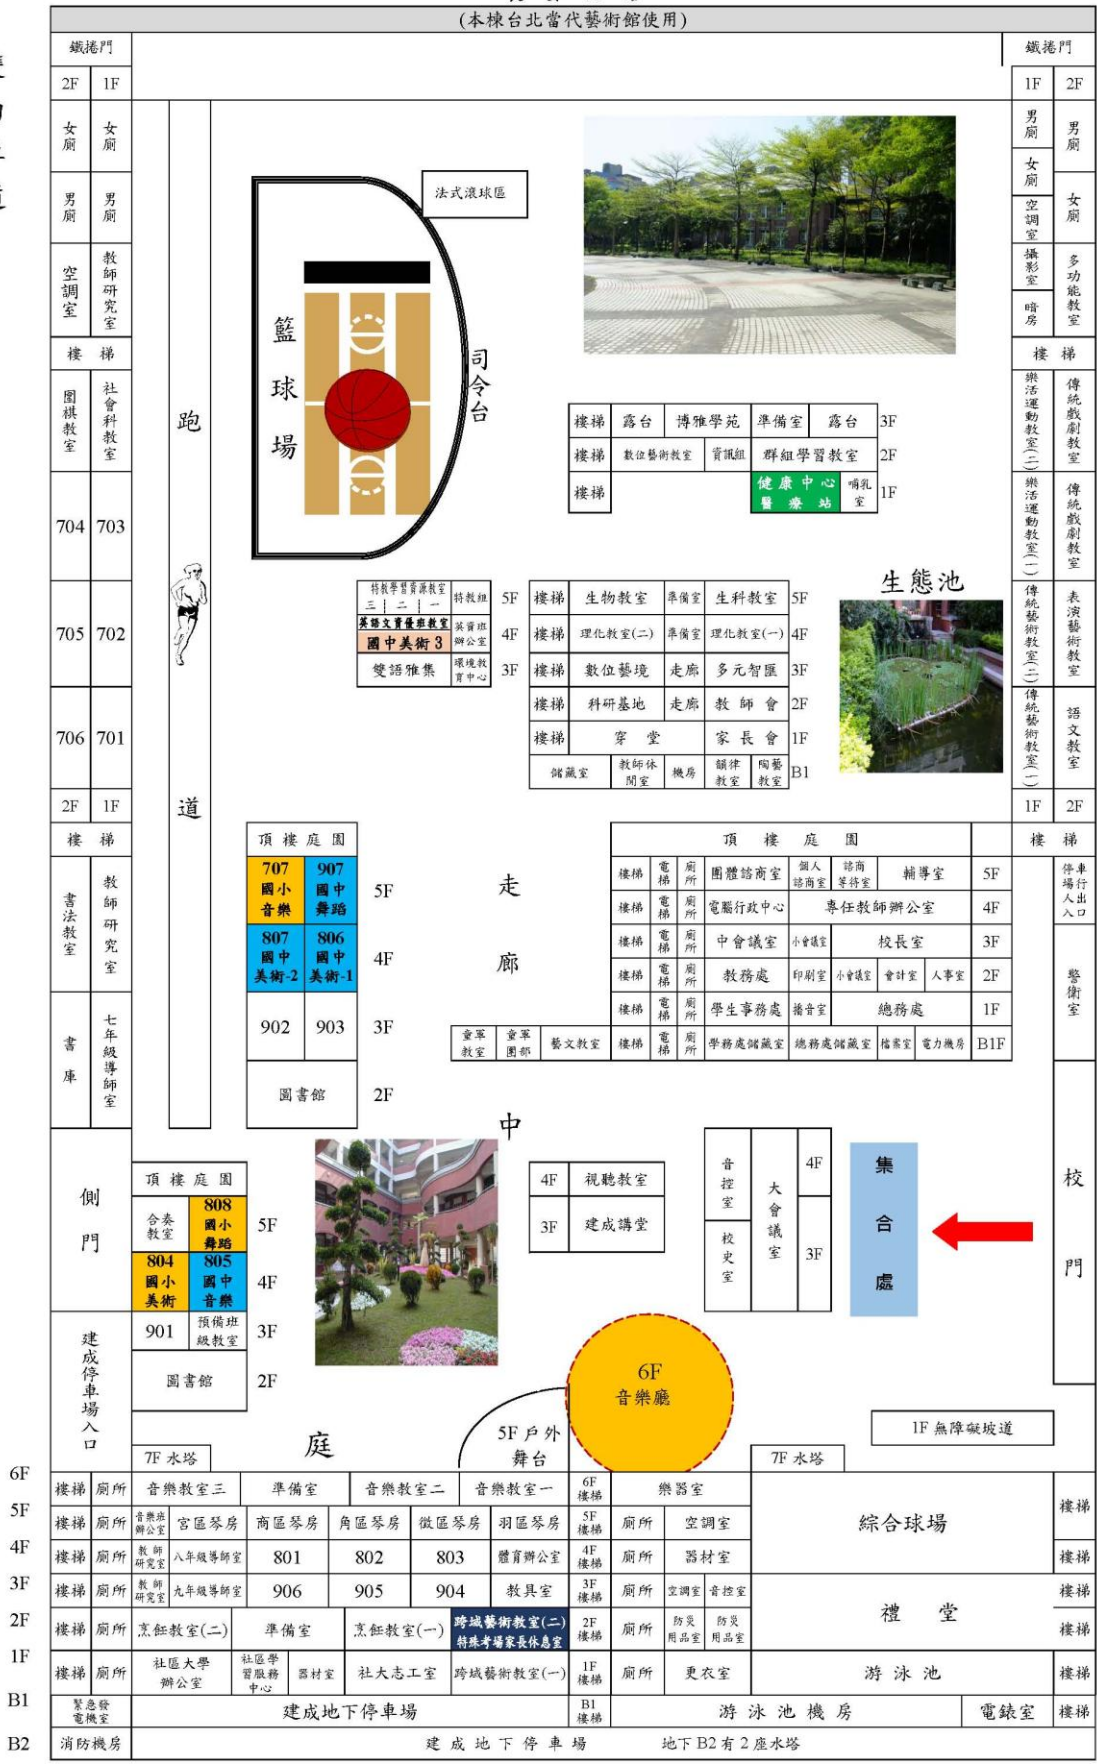 (本棟台北當代藝術館使用)
鐵捲門
鐵捲門
2F 1F
1F 2F
女廁 女廁
男廁 男廁
空調室 教師研究室
樓梯
圍棋教室 社會科教室
704 703
705 702
706 701
2F 1F
樓梯
書法教室 教師研究室
書庫 七年級導師室
側門
建成停車場入口
跑道
法式滾球區
籃球場
司令台
男廁 男廁
女廁 女廁
空調室
攝影室 多功能教室
暗房
樓梯
樂活運動教室(二) 傳統戲劇教室
樂活運動教室(一) 傳統戲劇教室
傳統藝術教室(二) 表演藝術教室
傳統藝術教室(一) 語文教室
1F 2F
樓梯
停車場行人出入口
警衛室
校門
樓梯 露台 博雅學苑 準備室 露台 3F
樓梯 數位藝術教室 資訊組 群組學習教室 2F
樓梯 健康中心 醫療站 哺乳室 1F
生態池
特教學習資源教室 三 二 一 特教組 5F
英語文資優班教室 國中美術3 英資班辦公室 4F
雙語雅集 環境教育中心 3F
樓梯 生物教室 準備室 生科教室 5F
樓梯 理化教室(二) 準備室 理化教室(一) 4F
樓梯 數位藝境 走廊 多元智匯 3F
樓梯 科研基地 走廊 教師會 2F
樓梯 穿堂 家長會 1F
儲藏室 教師休閒室 機房 韻律教室 陶藝教室 B1
頂樓庭園
707 國小音樂 907 國中舞蹈 5F
807 國中美術-2 806 國中美術-1 4F
902 903 3F
圖書館 2F
走廊
頂樓庭園
樓梯 電梯 廁所 團體諮商室 個人諮商室 諮商等待室 輔導室 5F
樓梯 電梯 廁所 電腦行政中心 專任教師辦公室 4F
樓梯 電梯 廁所 中會議室 小會議室 校長室 3F
樓梯 電梯 廁所 教務處 印刷室 小會議室 會計室 人事室 2F
樓梯 電梯 廁所 學生事務處 播音室 總務處 1F
童軍教室 童軍團部 藝文教室 樓梯 電梯 廁所 學務處儲藏室 總務處儲藏室 檔案室 電力機房 B1F
頂樓庭園
合奏教室 808 國小舞蹈 5F
804 國小美術 805 國中音樂 4F
901 預備班級教室 3F
圖書館 2F
中庭
4F 視聽教室
3F 建成講堂
音控室 大會議室 4F
校史室 3F
集合處
6F
音樂廳
5F戶外
舞台
1F無障礙坡道
7F水塔
7F水塔
6F 樓梯 廁所 音樂教室三 準備室 音樂教室二 音樂教室一 6F樓梯 樂器室
5F 樓梯 廁所 音樂班辦公室 宮區琴房 商區琴房 角區琴房 徵區琴房 羽區琴房 5F樓梯 廁所 空調室 綜合球場 樓梯
4F 樓梯 廁所 教師研究室 八年級導師室 801 802 803 體育辦公室 4F樓梯 廁所 器材室 樓梯
3F 樓梯 廁所 教師研究室 九年級導師室 906 905 904 教具室 3F樓梯 廁所 空調室 音控室 禮堂 樓梯
2F 樓梯 廁所 烹飪教室(二) 準備室 烹飪教室(一) 跨域藝術教室(二) 特殊考場家長休息室 2F樓梯 廁所 防災用品室 防災用品室 樓梯
1F 樓梯 廁所 社區大學辦公室 社區學習服務中心 器材室 社大志工室 跨域藝術教室(一) 1F樓梯 廁所 更衣室 游泳池 樓梯
B1 緊急發電機室 建成地下停車場 B1樓梯 游泳池機房 電錶室 樓梯
B2 消防機房 建成地下停車場 地下B2有2座水塔